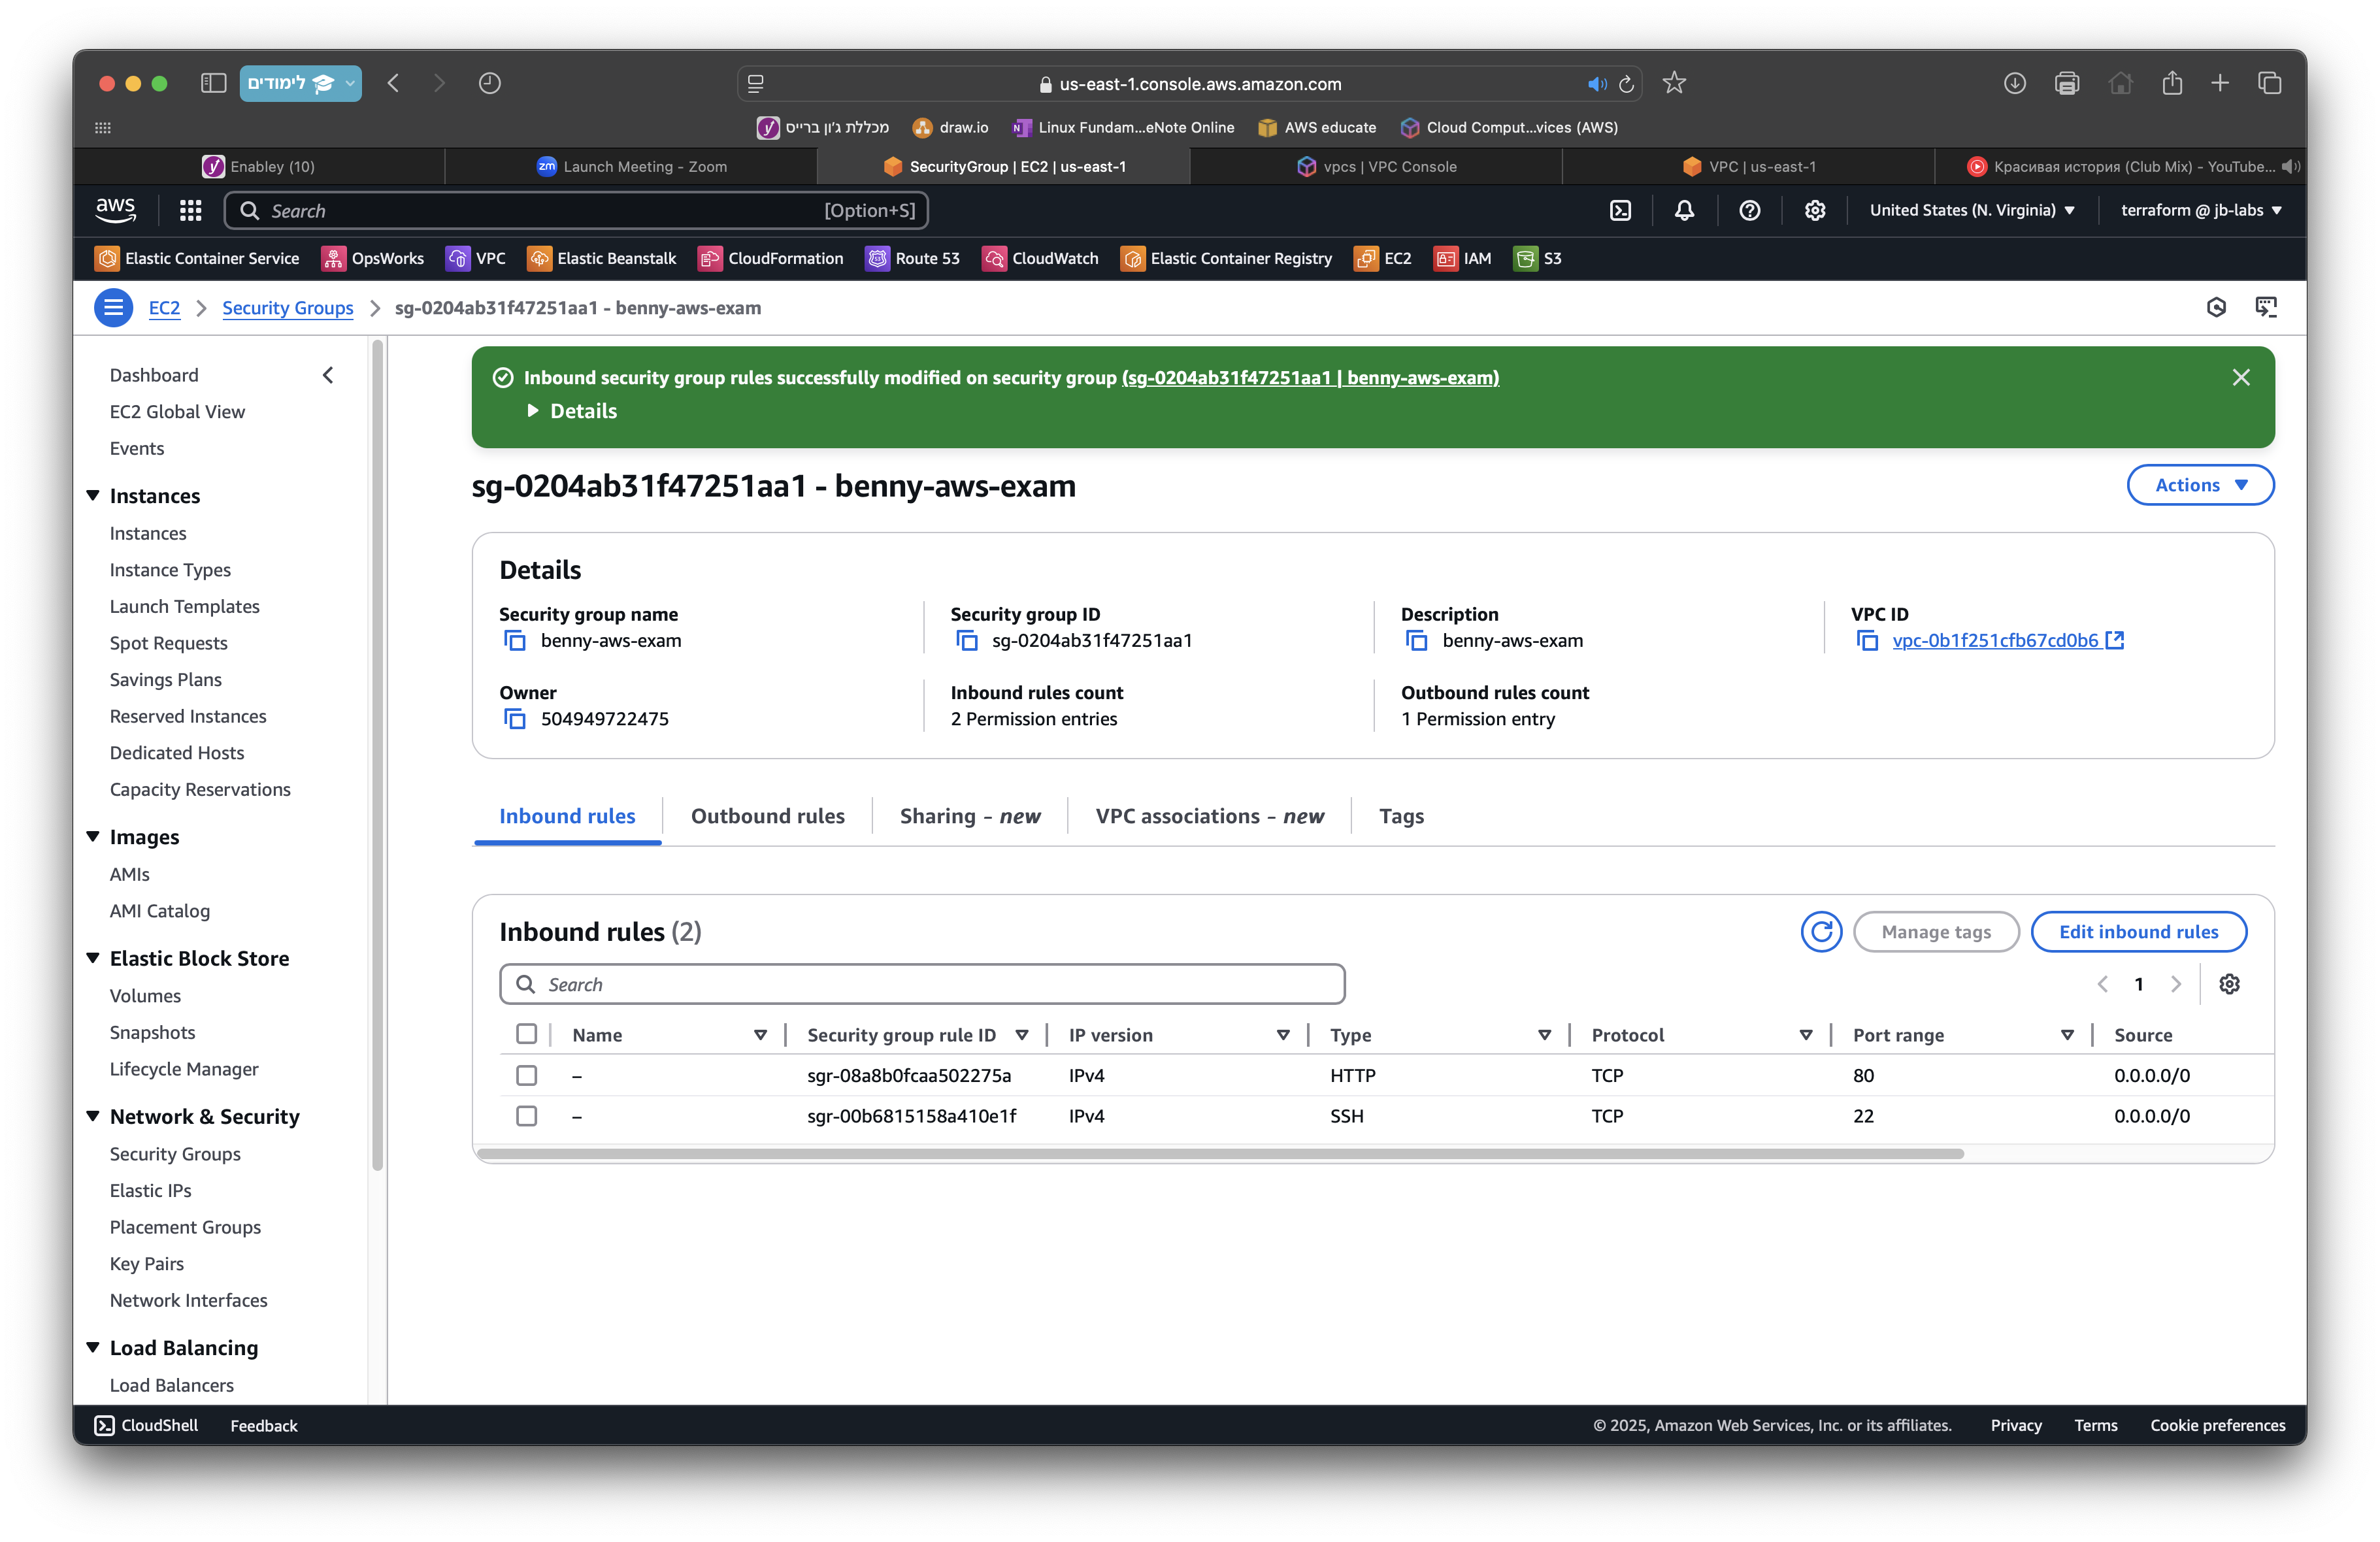 לימודים
us-east-1.console.aws.amazon.com
מכללת ג'ון ברייס
draw.io
Linux Fundam...eNote Online
AWS educate
Cloud Comput...vices (AWS)
Enabley (10)
zm Launch Meeting - Zoom
SecurityGroup | EC2 | us-east-1
vpcs | VPC Console
VPC | us-east-1
Красивая история (Club Mix) - YouTube...
aws
Search
[Option+S]
United States (N. Virginia)
terraform @ jb-labs
Elastic Container Service
OpsWorks
VPC
Elastic Beanstalk
CloudFormation
Route 53
CloudWatch
Elastic Container Registry
EC2
IAM
S3
EC2 > Security Groups > sg-0204ab31f47251aa1 - benny-aws-exam
Dashboard
EC2 Global View
Events
Instances
Instances
Instance Types
Launch Templates
Spot Requests
Savings Plans
Reserved Instances
Dedicated Hosts
Capacity Reservations
Images
AMIs
AMI Catalog
Elastic Block Store
Volumes
Snapshots
Lifecycle Manager
Network & Security
Security Groups
Elastic IPs
Placement Groups
Key Pairs
Network Interfaces
Load Balancing
Load Balancers
Inbound security group rules successfully modified on security group (sg-0204ab31f47251aa1 | benny-aws-exam)
Details
sg-0204ab31f47251aa1 - benny-aws-exam
Actions
Details
Security group name
benny-aws-exam
Security group ID
sg-0204ab31f47251aa1
Description
benny-aws-exam
VPC ID
vpc-0b1f251cfb67cd0b6
Owner
504949722475
Inbound rules count
2 Permission entries
Outbound rules count
1 Permission entry
Inbound rules
Outbound rules
Sharing - new
VPC associations - new
Tags
Inbound rules (2)
Manage tags
Edit inbound rules
Search
1
Name Security group rule ID IP version Type Protocol Port range Source
– sgr-08a8b0fcaa502275a IPv4 HTTP TCP 80 0.0.0.0/0
– sgr-00b6815158a410e1f IPv4 SSH TCP 22 0.0.0.0/0
CloudShell
Feedback
© 2025, Amazon Web Services, Inc. or its affiliates.
Privacy
Terms
Cookie preferences